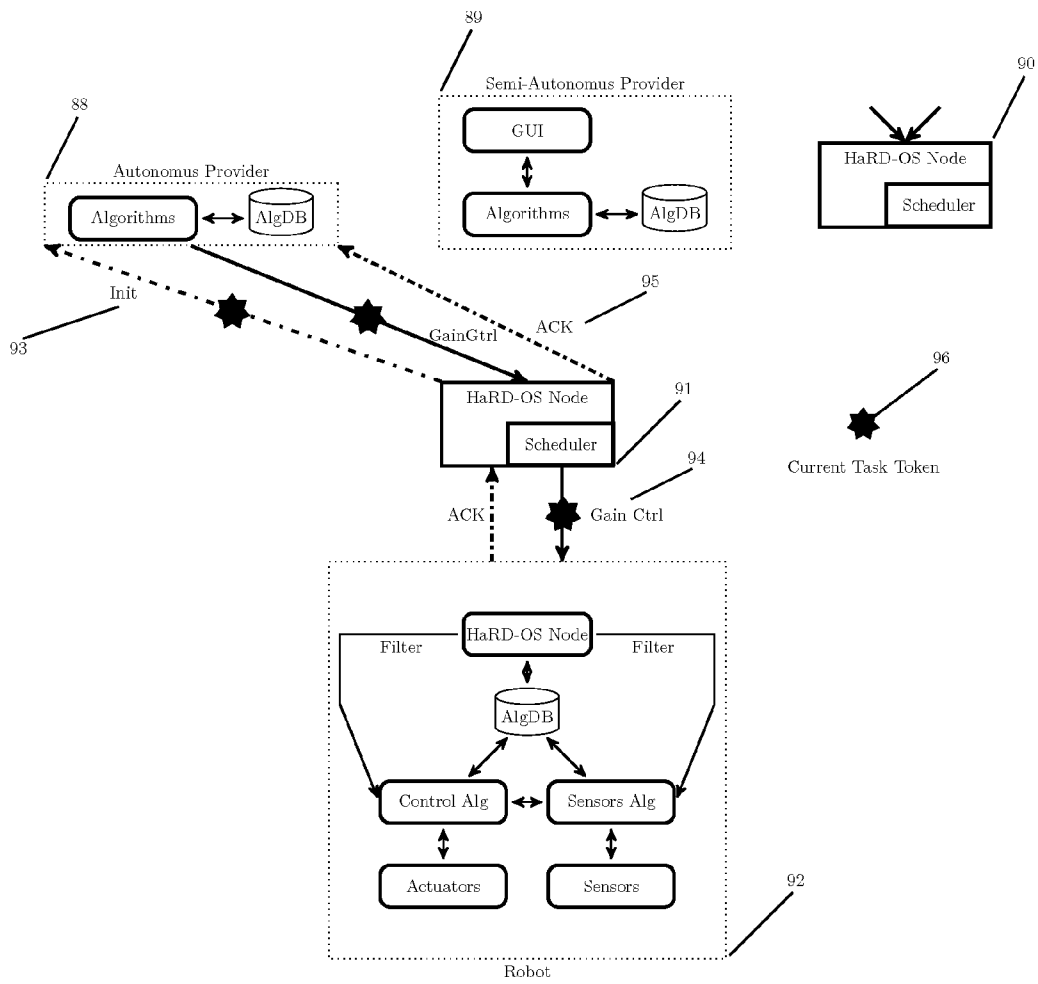 89
Semi-Autonomus Provider
90
88
GUI
HaRD-OS Node
Autonomus Provider
Scheduler
Algorithms
AlgDB
Algorithms
AlgDB
Init
95
93
GainGtrl
ACK
96
HaRD-OS Node
91
Scheduler
94
Current Task Token
ACK
Gain Ctrl
HaRD-OS Node
Filter
Filter
AlgDB
Control Alg
Sensors Alg
Actuators
Sensors
92
Robot